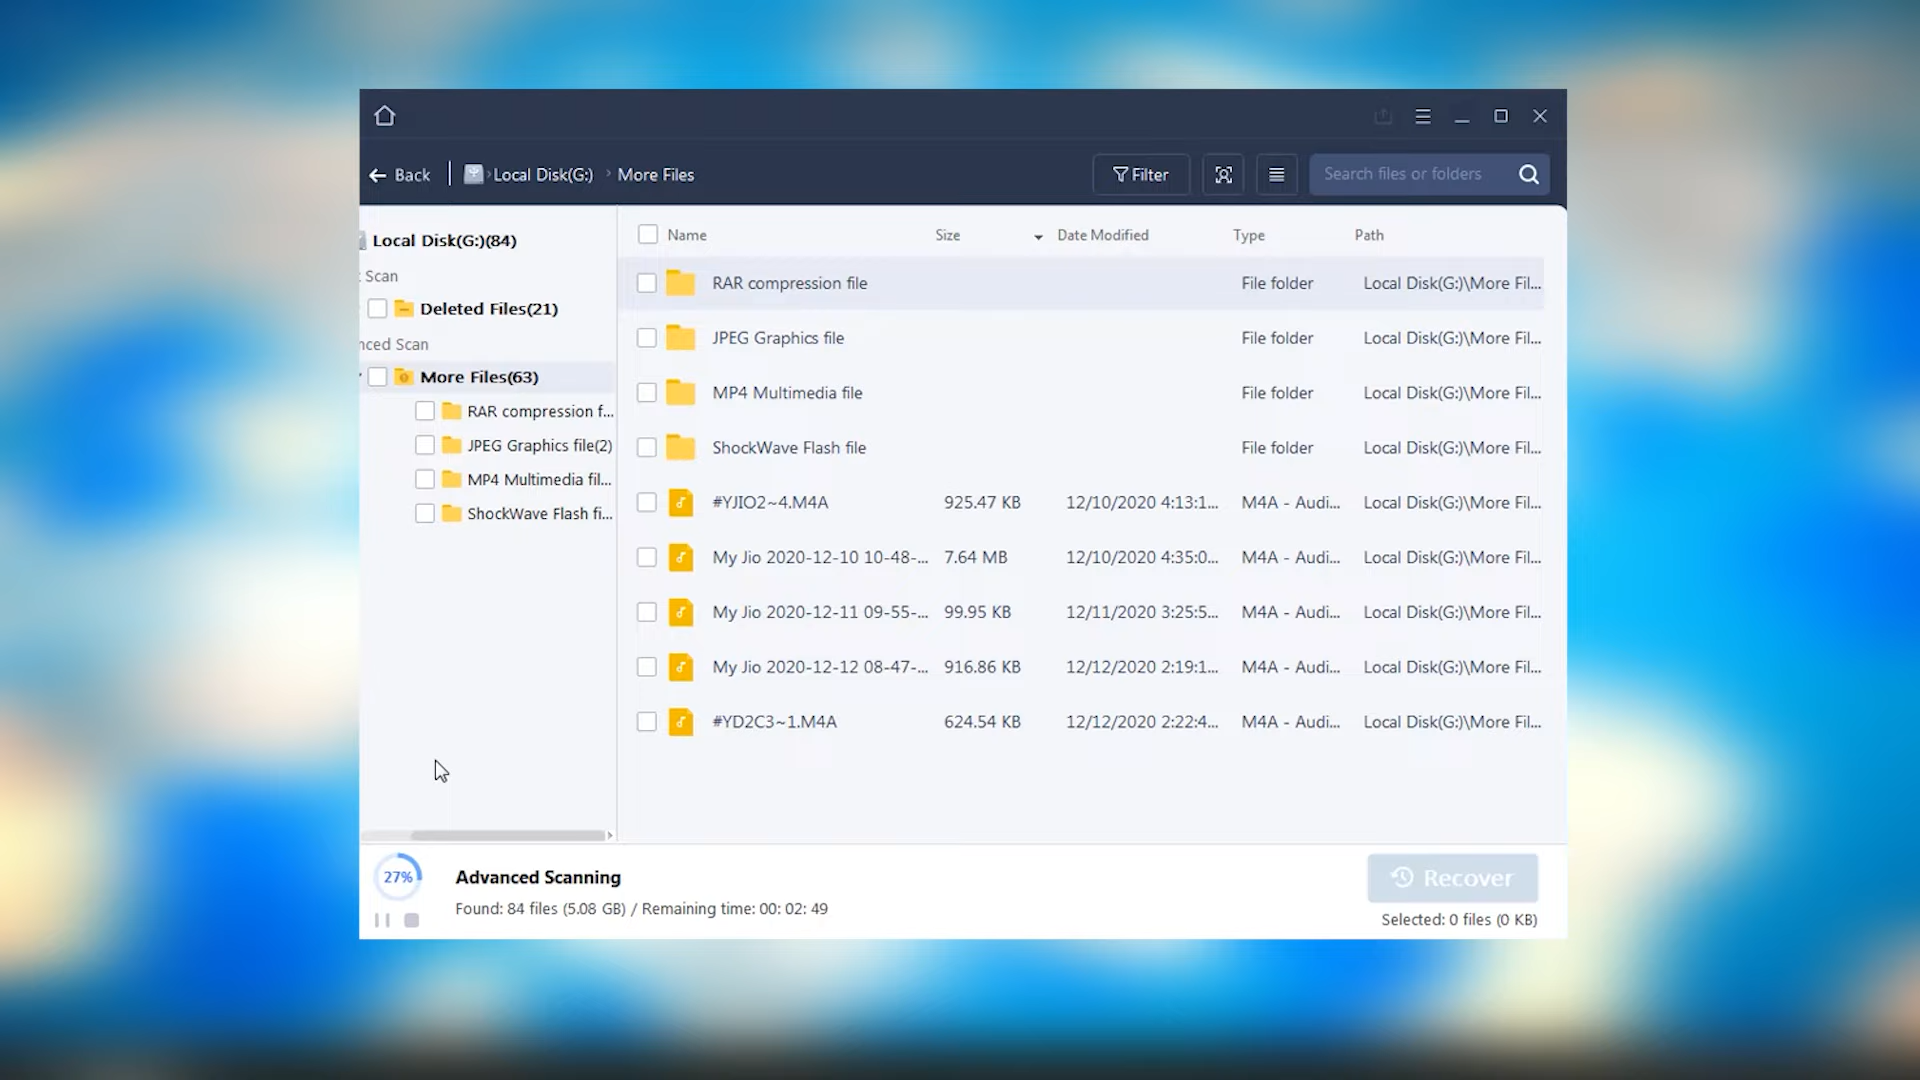 Back Local Disk(G:) More Files Filter Search files or folders
Local Disk(G:)(84)
Scan
Deleted Files(21)
nced Scan
More Files(63)
RAR compression f...
JPEG Graphics file(2)
MP4 Multimedia fil...
ShockWave Flash fi...
Name Size Date Modified Type Path
RAR compression file File folder Local Disk(G:)\More Fil...
JPEG Graphics file File folder Local Disk(G:)\More Fil...
MP4 Multimedia file File folder Local Disk(G:)\More Fil...
ShockWave Flash file File folder Local Disk(G:)\More Fil...
#YJIO2~4.M4A 925.47 KB 12/10/2020 4:13:1... M4A - Audi... Local Disk(G:)\More Fil...
My Jio 2020-12-10 10-48-... 7.64 MB 12/10/2020 4:35:0... M4A - Audi... Local Disk(G:)\More Fil...
My Jio 2020-12-11 09-55-... 99.95 KB 12/11/2020 3:25:5... M4A - Audi... Local Disk(G:)\More Fil...
My Jio 2020-12-12 08-47-... 916.86 KB 12/12/2020 2:19:1... M4A - Audi... Local Disk(G:)\More Fil...
#YD2C3~1.M4A 624.54 KB 12/12/2020 2:22:4... M4A - Audi... Local Disk(G:)\More Fil...
27%
Advanced Scanning
Found: 84 files (5.08 GB) / Remaining time: 00: 02: 49
Recover
Selected: 0 files (0 KB)